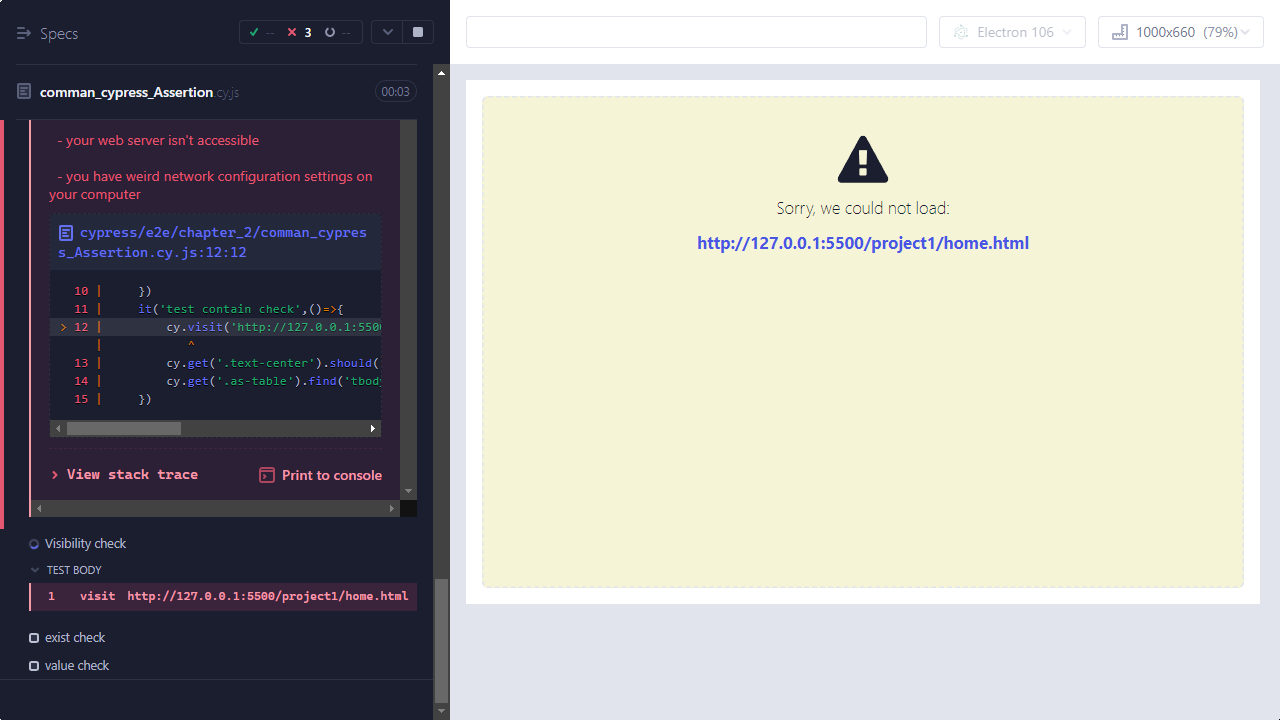 Specs
-- 3 --
Electron 106
1000x660 (79%)
comman_cypress_Assertion.cy.js
00:03
- your web server isn't accessible
- you have weird network configuration settings on
your computer
cypress/e2e/chapter_2/comman_cypres
s_Assertion.cy.js:12:12
10 | })
11 | it('test contain check',()=>{
> 12 | cy.visit('http://127.0.0.1:550
| ^
13 | cy.get('.text-center').should(
14 | cy.get('.as-table').find('tbody
15 | })
View stack trace
Print to console
Visibility check
TEST BODY
1 visit http://127.0.0.1:5500/project1/home.html
exist check
value check
Sorry, we could not load:
http://127.0.0.1:5500/project1/home.html